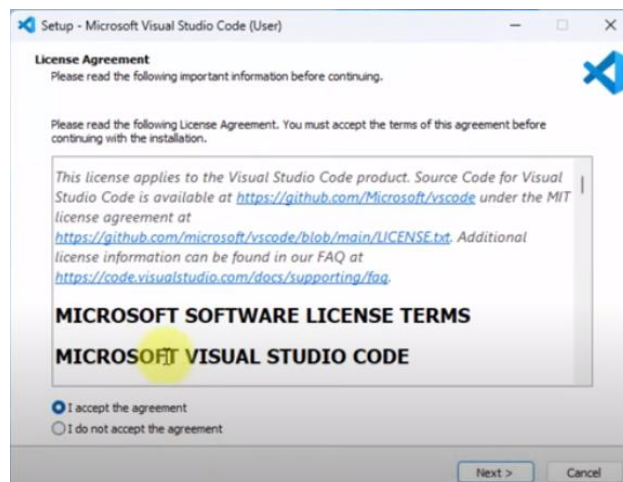 Setup - Microsoft Visual Studio Code (User)
License Agreement
Please read the following important information before continuing.
Please read the following License Agreement. You must accept the terms of this agreement before
continuing with the installation.
This license applies to the Visual Studio Code product. Source Code for Visual
Studio Code is available at https://github.com/Microsoft/vscode under the MIT
license agreement at
https://github.com/microsoft/vscode/blob/main/LICENSE.txt. Additional
license information can be found in our FAQ at
https://code.visualstudio.com/docs/supporting/faq.
MICROSOFT SOFTWARE LICENSE TERMS
MICROSOFT VISUAL STUDIO CODE
I accept the agreement
I do not accept the agreement
Next > Cancel